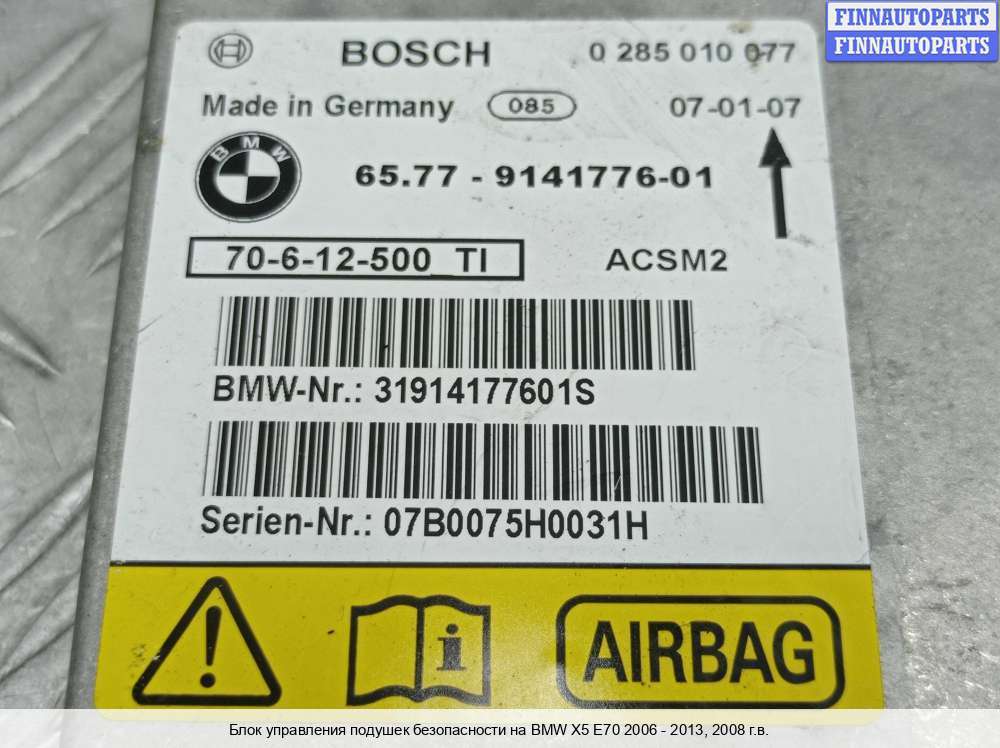 FINNAUTOPARTS
FINNAUTOPARTS
BOSCH 0 285 010 077
Made in Germany 085 07-01-07
BMW 65.77 - 9141776-01
70-6-12-500 TI ACSM2
BMW-Nr.: 31914177601S
Serien-Nr.: 07B0075H0031H
! i AIRBAG
Блок управления подушек безопасности на BMW X5 E70 2006 - 2013, 2008 г.в.